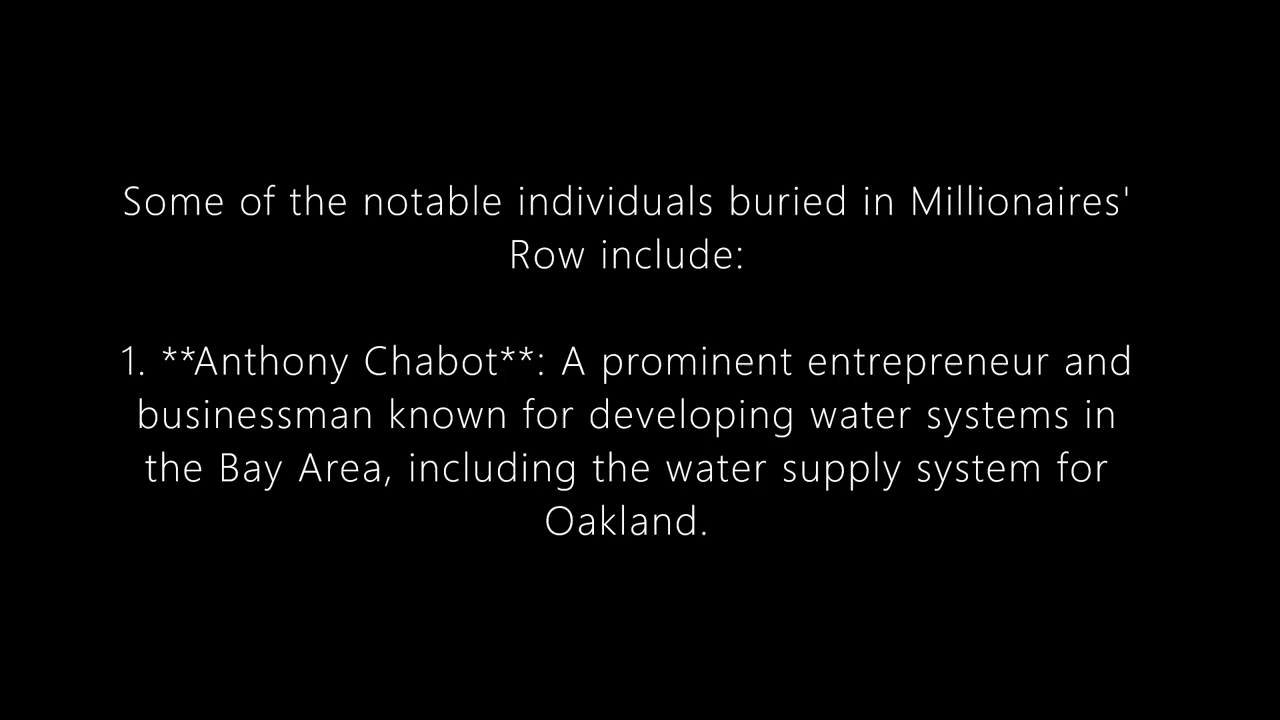 Some of the notable individuals buried in Millionaires'
Row include:
1. **Anthony Chabot**: A prominent entrepreneur and
businessman known for developing water systems in
the Bay Area, including the water supply system for
Oakland.